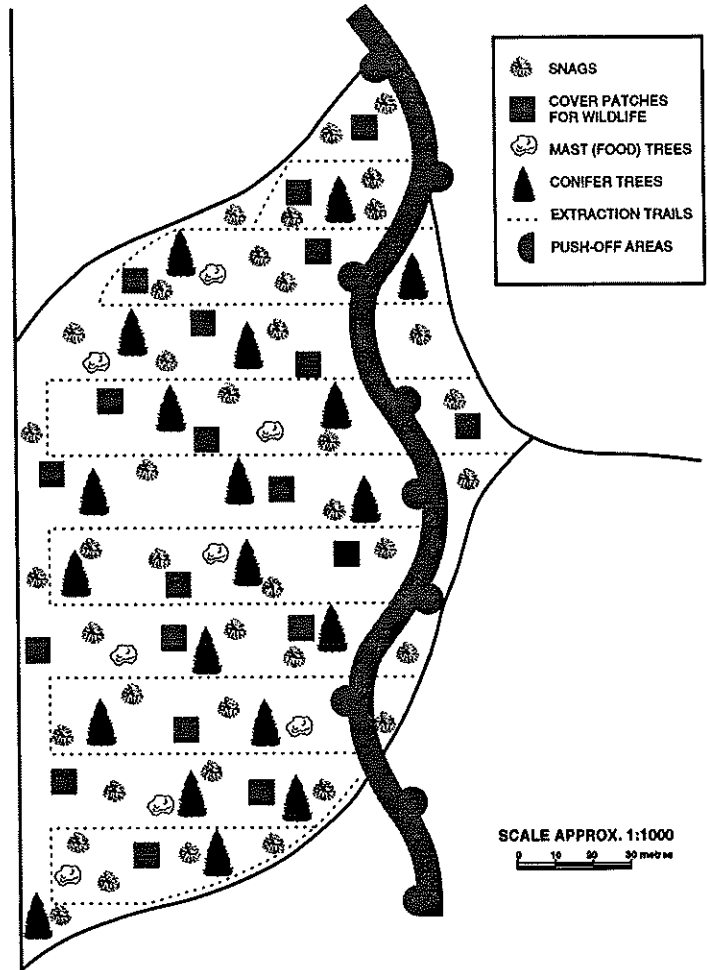 SNAGS
COVER PATCHES
FOR WILDLIFE
MAST (FOOD) TREES
CONIFER TREES
EXTRACTION TRAILS
PUSH-OFF AREAS
SCALE APPROX. 1:1000
0 10 20 30 metres